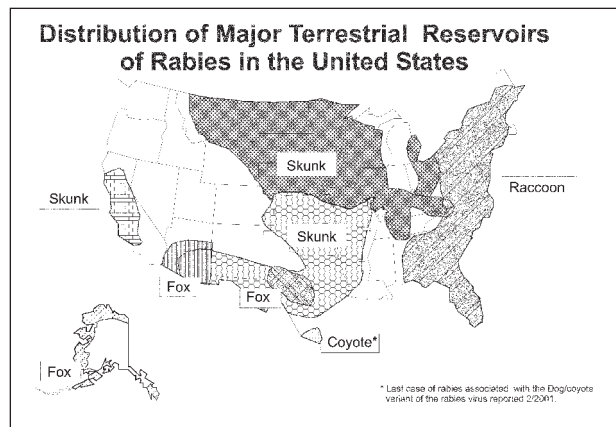 Distribution of Major Terrestrial Reservoirs
of Rabies in the United States
Skunk
Raccoon
Skunk
Skunk
Fox
Fox
Coyote*
Fox
* Last case of rabies associated with the Dog/coyote
variant of the rabies virus reported 2/2001.